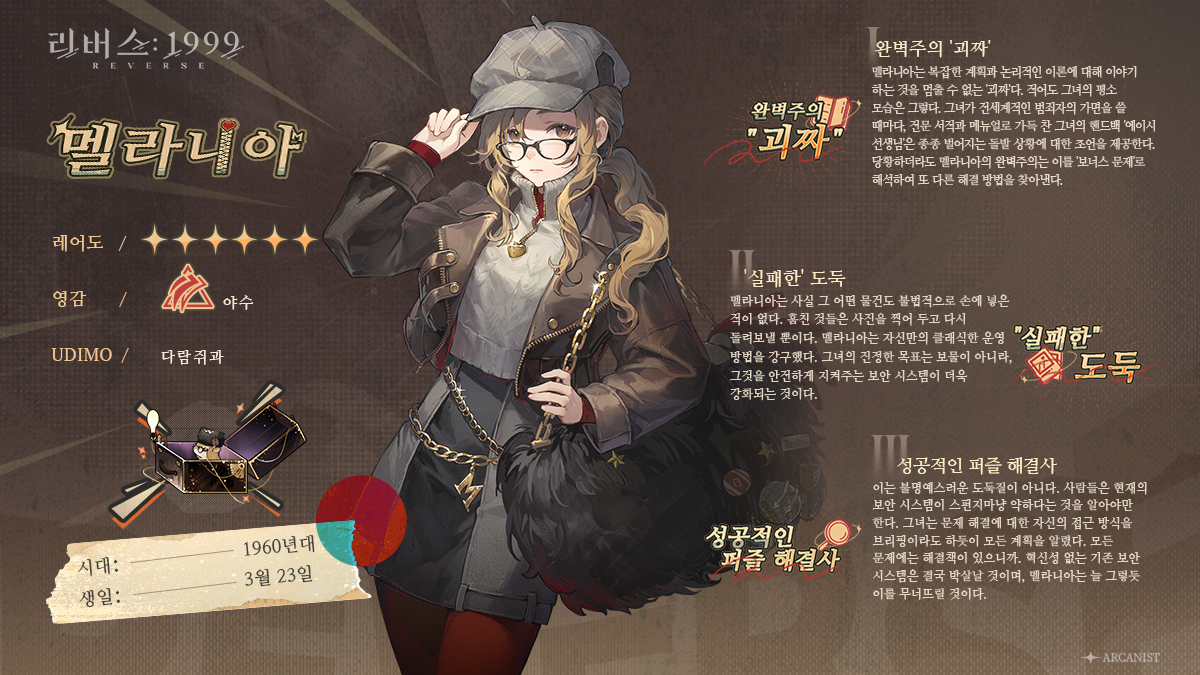 리버스:1999
REVERSE
멜라니아
레어도 /
영감 / 야수
UDIMO / 다람쥐과
시대: 1960년대
생일: 3월 23일
I
완벽주의 '괴짜'
멜라니아는 복잡한 계획과 논리적인 이론에 대해 이야기
하는 것을 멈출 수 없는 '괴짜'다. 적어도 그녀의 평소
모습은 그렇다. 그녀가 전세계적인 범죄자의 가면을 쓸
때마다, 전문 서적과 메뉴얼로 가득 찬 그녀의 핸드백 '에이시
선생님'은 종종 벌어지는 돌발 상황에 대한 조언을 제공한다.
당황하더라도 멜라니아의 완벽주의는 이를 '보너스 문제'로
해석하여 또 다른 해결 방법을 찾아낸다.
완벽주의
"괴짜"
II
'실패한' 도둑
멜라니아는 사실 그 어떤 물건도 불법적으로 손에 넣은
적이 없다. 훔친 것들은 사진을 찍어 두고 다시
돌려보낼 뿐이다. 멜라니아는 자신만의 클래식한 운영
방법을 강구했다. 그녀의 진정한 목표는 보물이 아니라,
그것을 안전하게 지켜주는 보안 시스템이 더욱
강화되는 것이다.
"실패한"
도둑
III
성공적인 퍼즐 해결사
이는 불명예스러운 도둑질이 아니다. 사람들은 현재의
보안 시스템이 스펀지마냥 약하다는 것을 알아야만
한다. 그녀는 문제 해결에 대한 자신의 접근 방식을
브리핑이라도 하듯이 모든 계획을 알렸다. 모든
문제에는 해결책이 있으니까. 혁신성 없는 기존 보안
시스템은 결국 박살날 것이며, 멜라니아는 늘 그렇듯
이를 무너뜨릴 것이다.
성공적인
퍼즐 해결사
ARCANIST